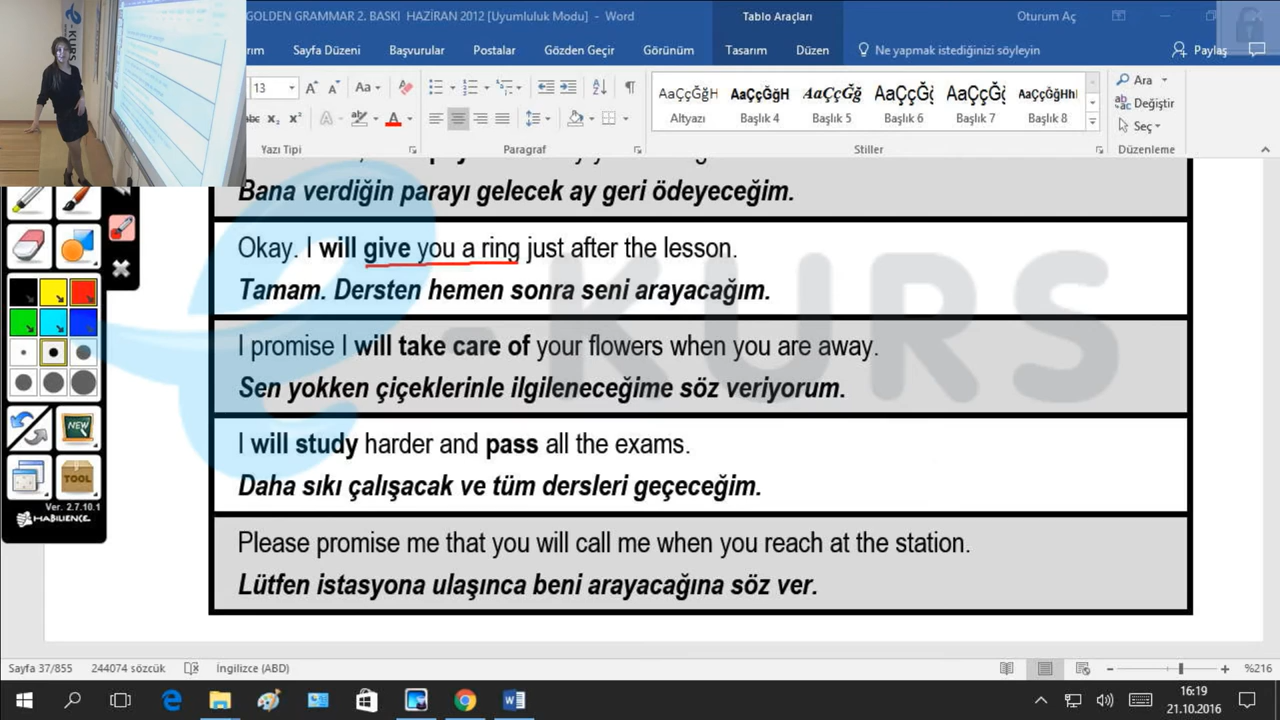 GOLDEN GRAMMAR 2. BASKI HAZİRAN 2012 [Uyumluluk Modu] - Word
Tablo Araçları
Oturum Aç
Sayfa Düzeni
Başvurular
Postalar
Gözden Geçir
Görünüm
Tasarım
Düzen
Ne yapmak istediğinizi söyleyin
Paylaş
13
Aa
AaÇçĞğH
AaÇçĞğH
AaÇçĞğ
AaÇçĞğ
AaÇçĞğ
AaÇçĞğHh
Altyazı
Başlık 4
Başlık 5
Başlık 6
Başlık 7
Başlık 8
Ara
Değiştir
Seç
Yazı Tipi
Paragraf
Stiller
Düzenleme
Bana verdiğin parayı gelecek ay geri ödeyeceğim.
Okay. I will give you a ring just after the lesson.
Tamam. Dersten hemen sonra seni arayacağım.
I promise I will take care of your flowers when you are away.
Sen yokken çiçeklerinle ilgileneceğime söz veriyorum.
I will study harder and pass all the exams.
Daha sıkı çalışacak ve tüm dersleri geçeceğim.
Please promise me that you will call me when you reach at the station.
Lütfen istasyona ulaşınca beni arayacağına söz ver.
e-KURS
NEW
TOOL
Ver. 2.7.10.1
HABILIENCE
Sayfa 37/855
244074 sözcük
İngilizce (ABD)
%216
16:19
21.10.2016